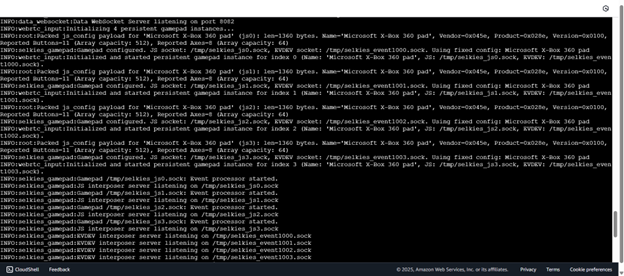 INFO:data_websocket:Data WebSocket Server listening on port 8082
INFO:webrtc_input:Initializing 4 persistent gamepad instances...
INFO:root:Packed js_config payload for 'Microsoft X-Box 360 pad' (js0): len=1360 bytes. Name='Microsoft X-Box 360 pad', Vendor=0x045e, Product=0x028e, Version=0x0100,
Reported Buttons=11 (Array capacity: 512), Reported Axes=8 (Array capacity: 64)
INFO:selkies_gamepad:Gamepad configured. JS socket: /tmp/selkies_js0.sock, EVDEV socket: /tmp/selkies_event1000.sock. Using fixed config: Microsoft X-Box 360 pad
INFO:webrtc_input:Initialized and started persistent gamepad instance for index 0 (Name: 'Microsoft X-Box 360 pad', JS: /tmp/selkies_js0.sock, EVDEV: /tmp/selkies_even
t1000.sock).
INFO:root:Packed js_config payload for 'Microsoft X-Box 360 pad' (js1): len=1360 bytes. Name='Microsoft X-Box 360 pad', Vendor=0x045e, Product=0x028e, Version=0x0100,
Reported Buttons=11 (Array capacity: 512), Reported Axes=8 (Array capacity: 64)
INFO:selkies_gamepad:Gamepad configured. JS socket: /tmp/selkies_js1.sock, EVDEV socket: /tmp/selkies_event1001.sock. Using fixed config: Microsoft X-Box 360 pad
INFO:webrtc_input:Initialized and started persistent gamepad instance for index 1 (Name: 'Microsoft X-Box 360 pad', JS: /tmp/selkies_js1.sock, EVDEV: /tmp/selkies_even
t1001.sock).
INFO:root:Packed js_config payload for 'Microsoft X-Box 360 pad' (js2): len=1360 bytes. Name='Microsoft X-Box 360 pad', Vendor=0x045e, Product=0x028e, Version=0x0100,
Reported Buttons=11 (Array capacity: 512), Reported Axes=8 (Array capacity: 64)
INFO:selkies_gamepad:Gamepad configured. JS socket: /tmp/selkies_js2.sock, EVDEV socket: /tmp/selkies_event1002.sock. Using fixed config: Microsoft X-Box 360 pad
INFO:webrtc_input:Initialized and started persistent gamepad instance for index 2 (Name: 'Microsoft X-Box 360 pad', JS: /tmp/selkies_js2.sock, EVDEV: /tmp/selkies_even
t1002.sock).
INFO:root:Packed js_config payload for 'Microsoft X-Box 360 pad' (js3): len=1360 bytes. Name='Microsoft X-Box 360 pad', Vendor=0x045e, Product=0x028e, Version=0x0100,
Reported Buttons=11 (Array capacity: 512), Reported Axes=8 (Array capacity: 64)
INFO:selkies_gamepad:Gamepad configured. JS socket: /tmp/selkies_js3.sock, EVDEV socket: /tmp/selkies_event1003.sock. Using fixed config: Microsoft X-Box 360 pad
INFO:webrtc_input:Initialized and started persistent gamepad instance for index 3 (Name: 'Microsoft X-Box 360 pad', JS: /tmp/selkies_js3.sock, EVDEV: /tmp/selkies_even
t1003.sock).
INFO:selkies_gamepad:Gamepad /tmp/selkies_js0.sock: Event processor started.
INFO:selkies_gamepad:JS interposer server listening on /tmp/selkies_js0.sock
INFO:selkies_gamepad:Gamepad /tmp/selkies_js1.sock: Event processor started.
INFO:selkies_gamepad:JS interposer server listening on /tmp/selkies_js1.sock
INFO:selkies_gamepad:Gamepad /tmp/selkies_js2.sock: Event processor started.
INFO:selkies_gamepad:JS interposer server listening on /tmp/selkies_js2.sock
INFO:selkies_gamepad:Gamepad /tmp/selkies_js3.sock: Event processor started.
INFO:selkies_gamepad:JS interposer server listening on /tmp/selkies_js3.sock
INFO:selkies_gamepad:EVDEV interposer server listening on /tmp/selkies_event1000.sock
INFO:selkies_gamepad:EVDEV interposer server listening on /tmp/selkies_event1001.sock
INFO:selkies_gamepad:EVDEV interposer server listening on /tmp/selkies_event1002.sock
INFO:selkies_gamepad:EVDEV interposer server listening on /tmp/selkies_event1003.sock
CloudShell Feedback © 2025, Amazon Web Services, Inc. or its affiliates. Privacy Terms Cookie preferences